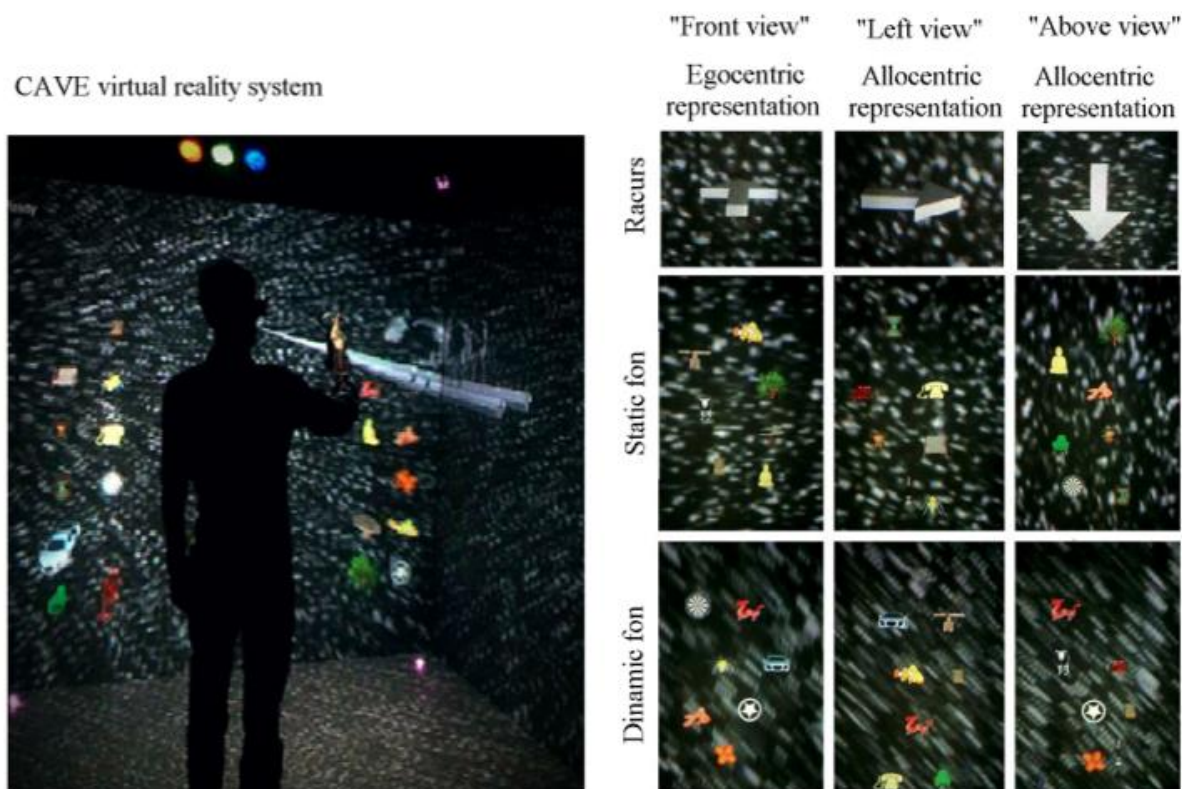 CAVE virtual reality system
"Front view" "Left view" "Above view"
Egocentric representation
Allocentric representation
Allocentric representation
Racurs
Static fon
Dinamic fon